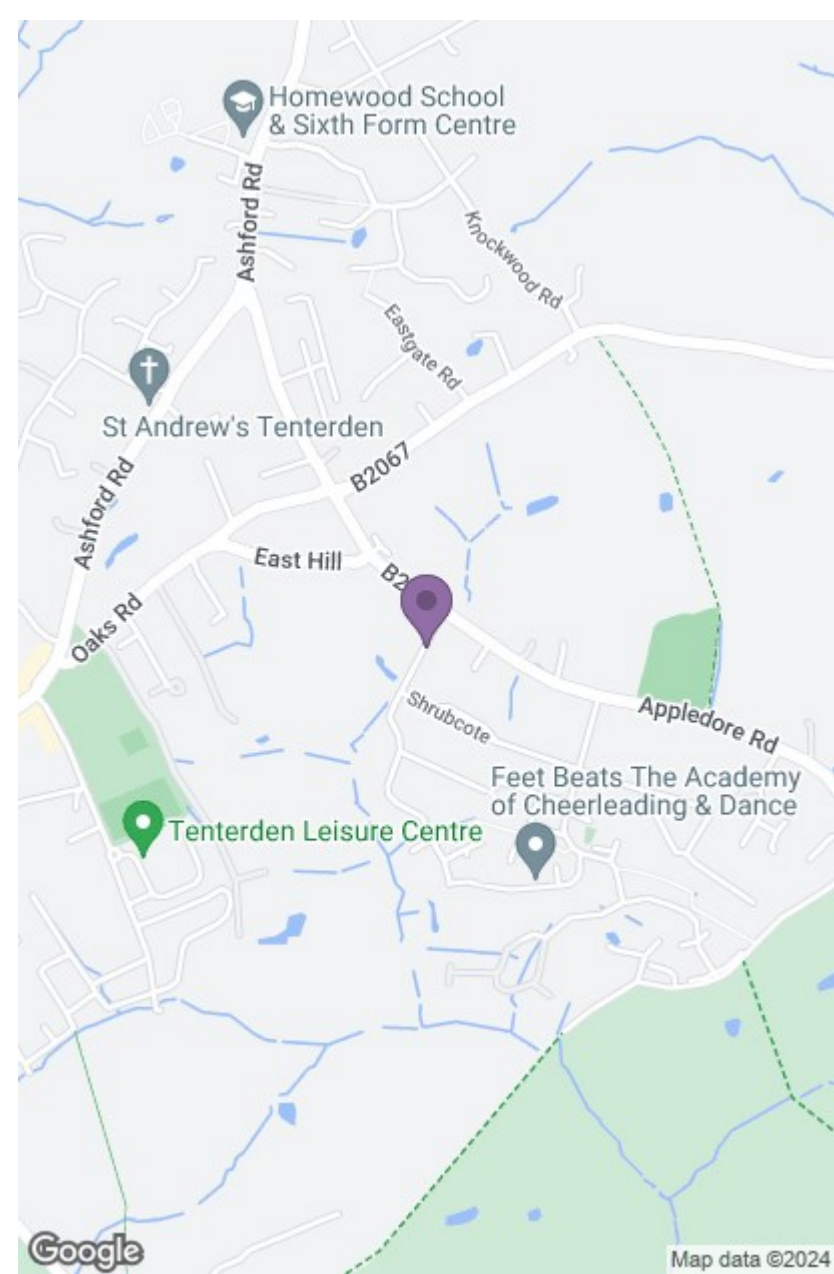 Homewood School
& Sixth Form Centre
Ashford Rd
Knockwood Rd
Eastgate Rd
St Andrew's Tenterden
B2067
Ashford Rd
East Hill
Oaks Rd
Shrubcote
Appledore Rd
Feet Beats The Academy
of Cheerleading & Dance
Tenterden Leisure Centre
Google
Map data ©2024